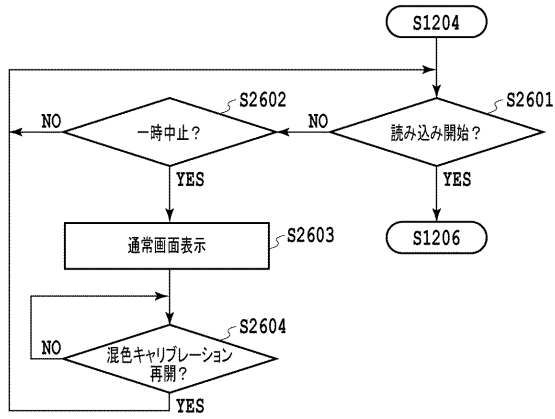 S1204
S2601
読み込み開始？
NO
YES
S1206
S2602
一時中止？
NO
YES
S2603
通常画面表示
S2604
混色キャリブレーション
再開？
NO
YES